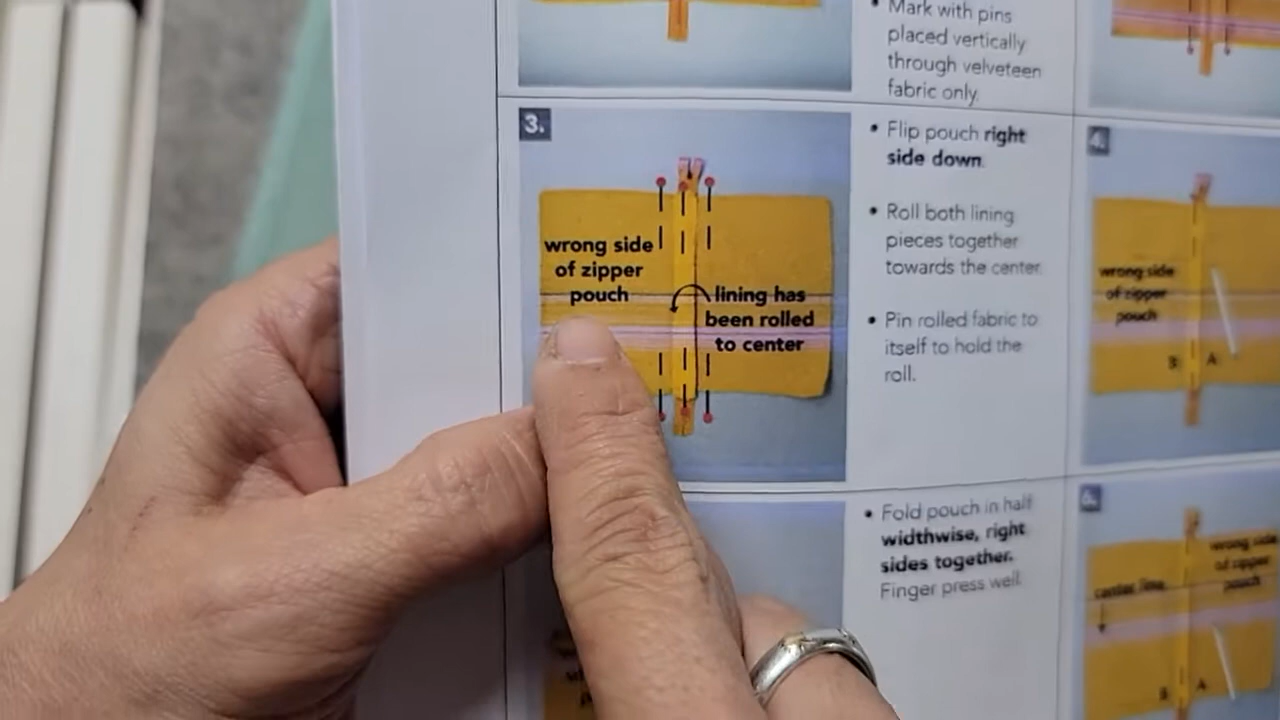 Mark with pins
placed vertically
through velveteen
fabric only.
3.
wrong side
of zipper
pouch
lining has
been rolled
to center
Flip pouch right
side down.
Roll both lining
pieces together
towards the center.
Pin rolled fabric to
itself to hold the
roll.
4.
wrong side
of zipper
pouch
B
A
Fold pouch in half
widthwise, right
sides together.
Finger press well.
6.
wrong side
of zipper
pouch
center line
B
A